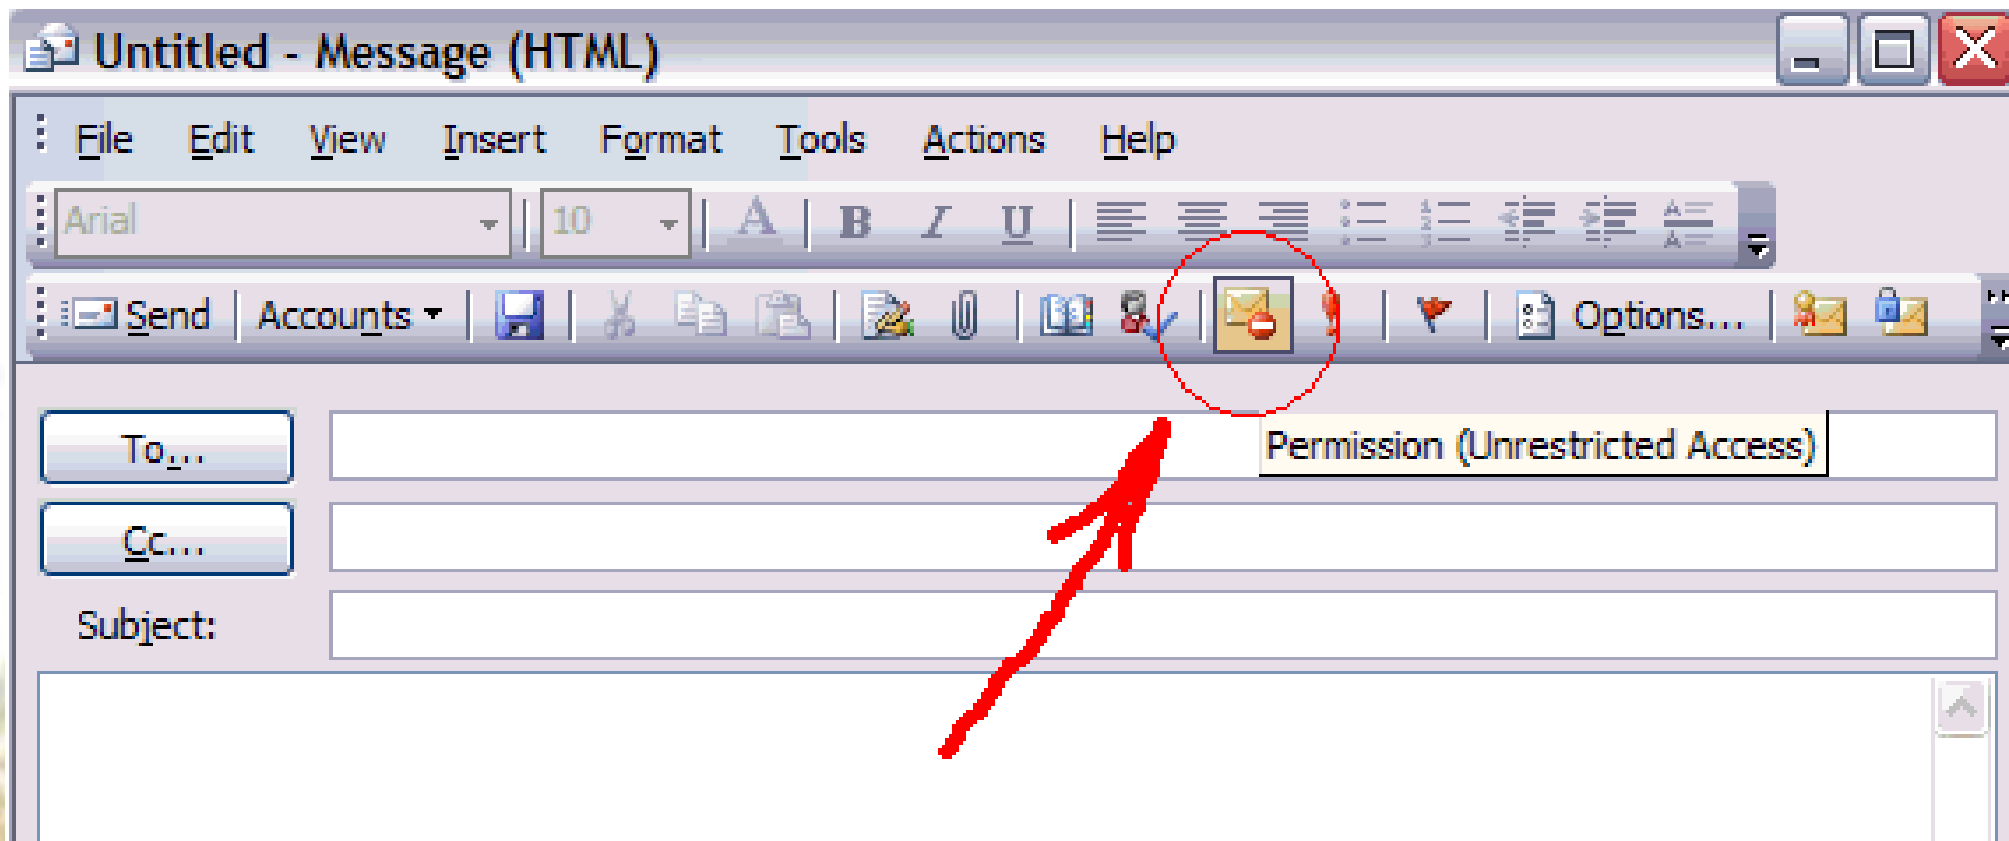 Untitled - Message (HTML)
File Edit View Insert Format Tools Actions Help
Arial 10 A B I U
Send Accounts Options...
To...
Permission (Unrestricted Access)
Cc...
Subject: